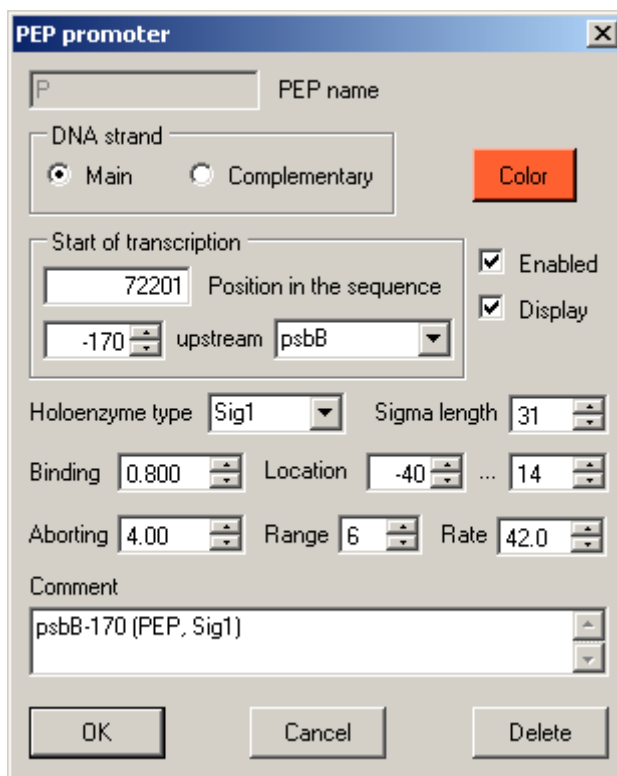 PEP promoter
P PEP name
DNA strand
Main Complementary Color
Start of transcription
72201 Position in the sequence Enabled
-170 upstream psbB Display
Holoenzyme type Sig1 Sigma length 31
Binding 0.800 Location -40 ... 14
Aborting 4.00 Range 6 Rate 42.0
Comment
psbB-170 (PEP, Sig1)
OK Cancel Delete